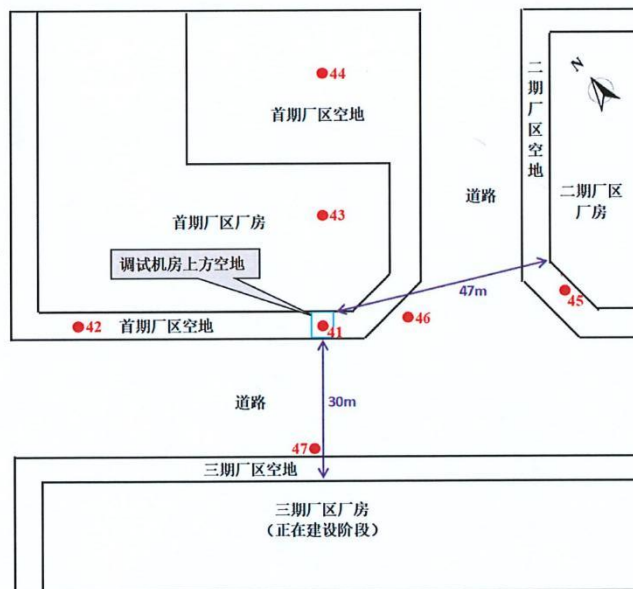 44
首期厂区空地
N
二期厂区空地
道路
二期厂区
厂房
43
首期厂区厂房
调试机房上方空地
47m
45
42
首期厂区空地
41
46
道路
30m
47
三期厂区空地
三期厂区厂房
（正在建设阶段）